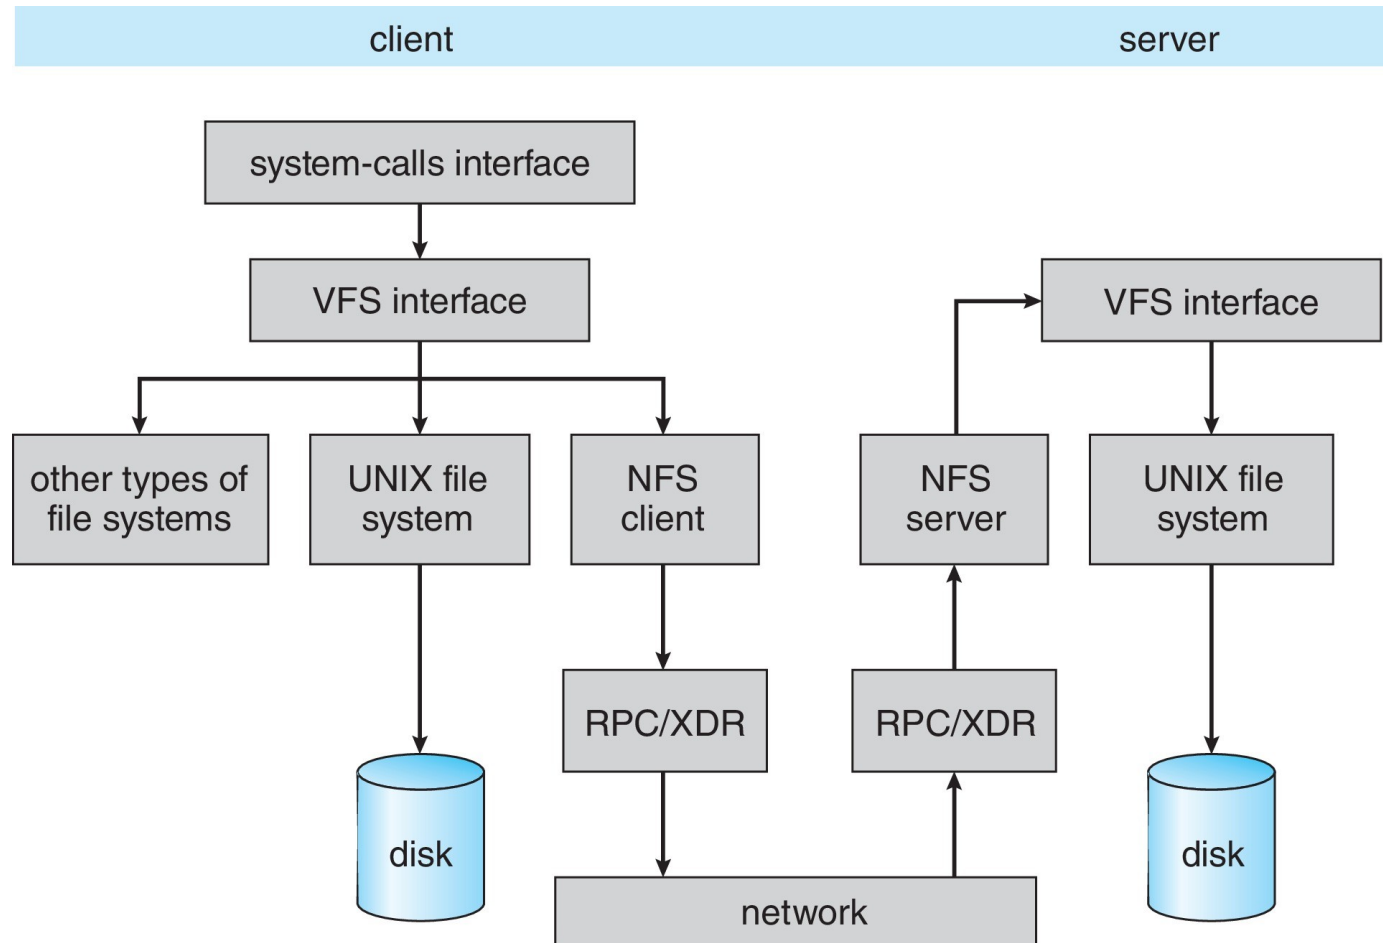 client
server
system-calls interface
VFS interface
VFS interface
other types of
file systems
UNIX file
system
NFS
client
NFS
server
UNIX file
system
RPC/XDR
RPC/XDR
disk
disk
network